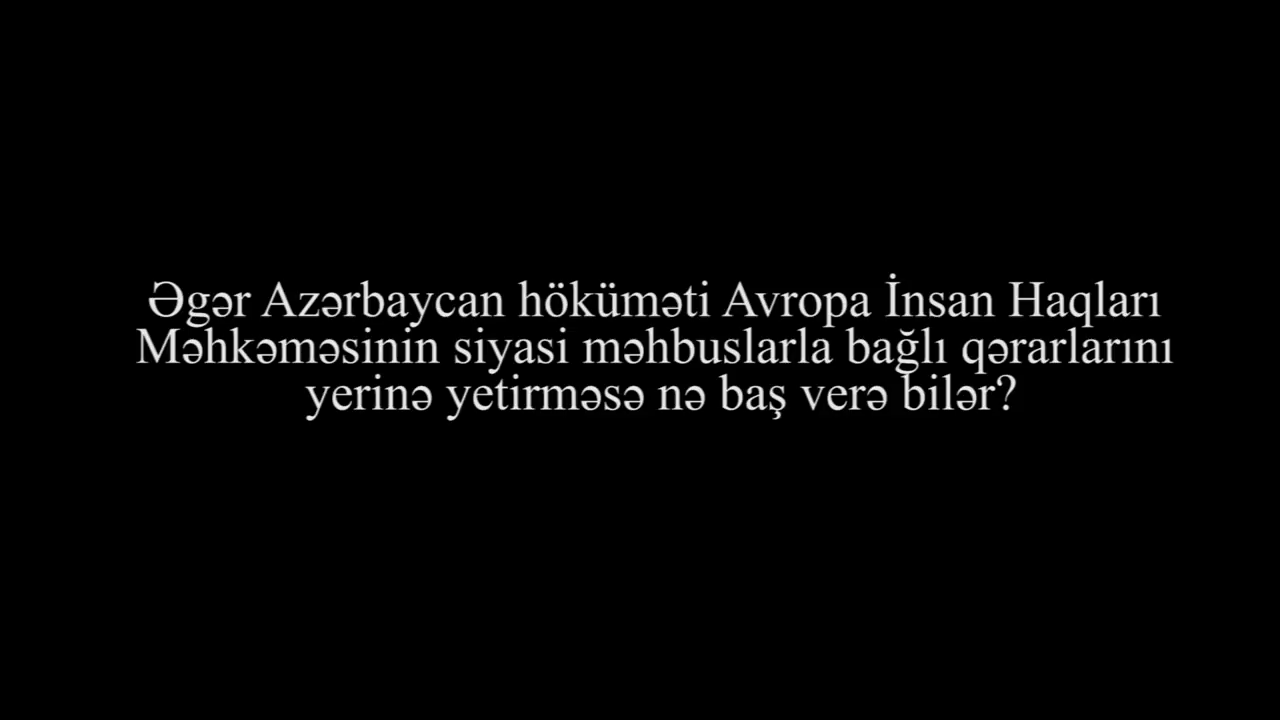 Əgər Azərbaycan hökuməti Avropa İnsan Haqları
Məhkəməsinin siyasi məhbuslarla bağlı qərarlarını
yerinə yetirməsə nə baş verə bilər?